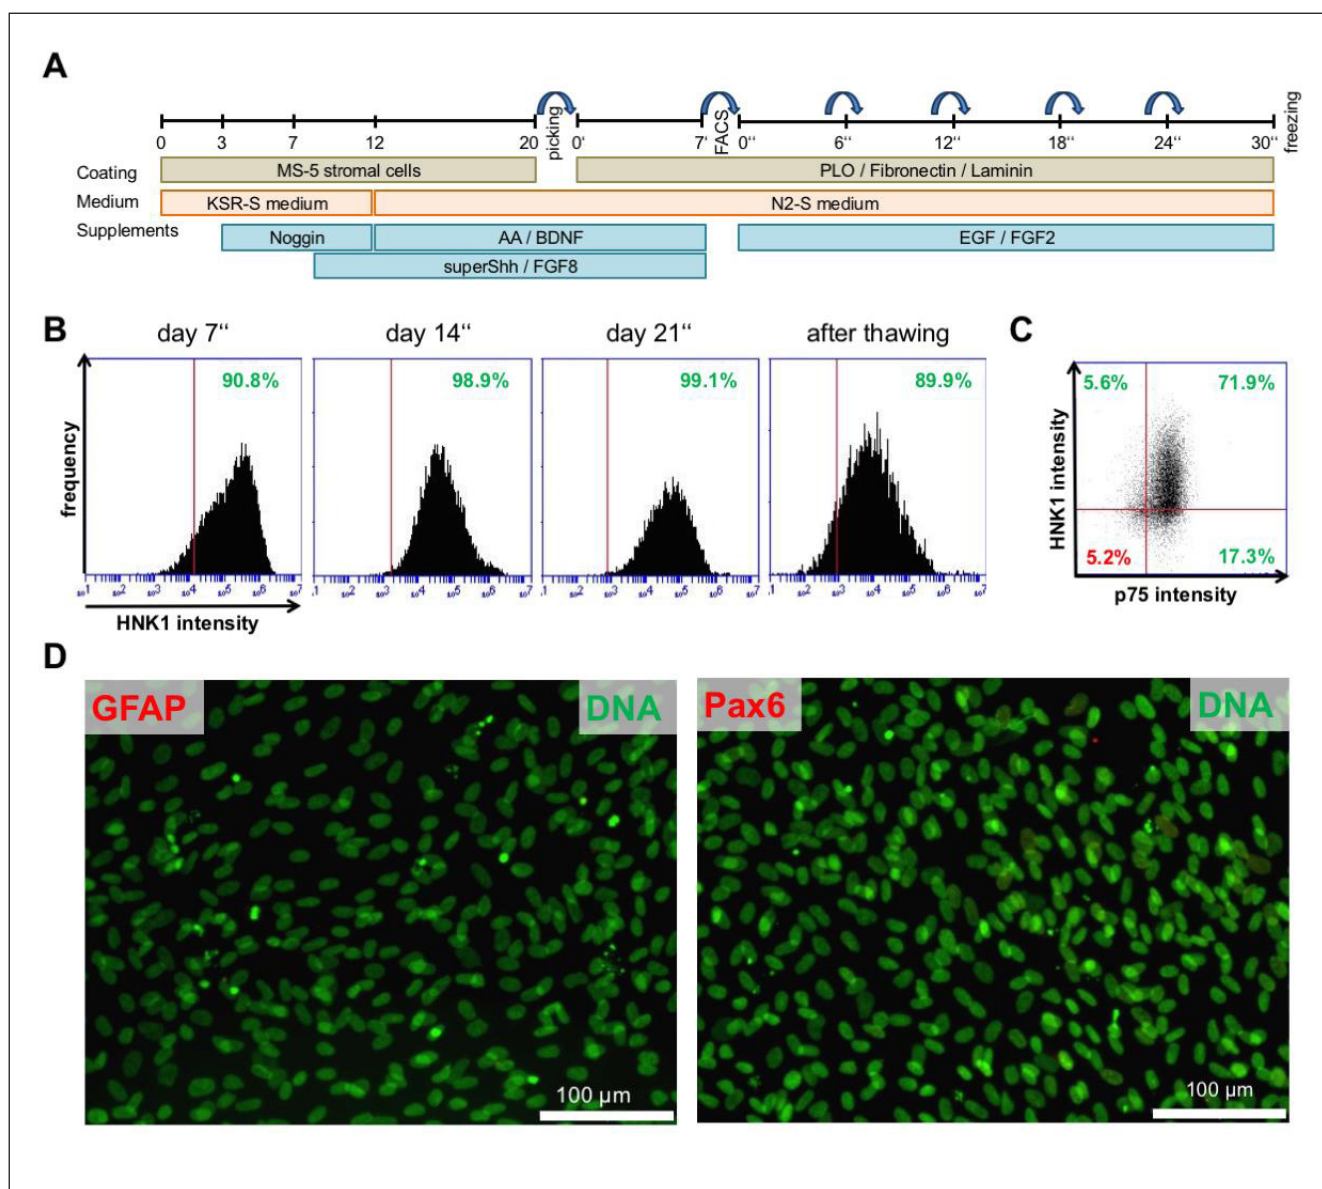 A
picking
FACS
freezing
0 3 7 12 20 0' 7' 0“ 6“ 12“ 18“ 24“ 30“
Coating MS-5 stromal cells PLO / Fibronectin / Laminin
Medium KSR-S medium N2-S medium
Supplements Noggin AA / BDNF EGF / FGF2
superShh / FGF8
B day 7“ day 14“ day 21“ after thawing C
90.8% 98.9% 99.1% 89.9% 5.6% 71.9%
frequency
HNK1 intensity
5.2% 17.3%
HNK1 intensity
p75 intensity
D
GFAP DNA Pax6 DNA
100 µm 100 µm